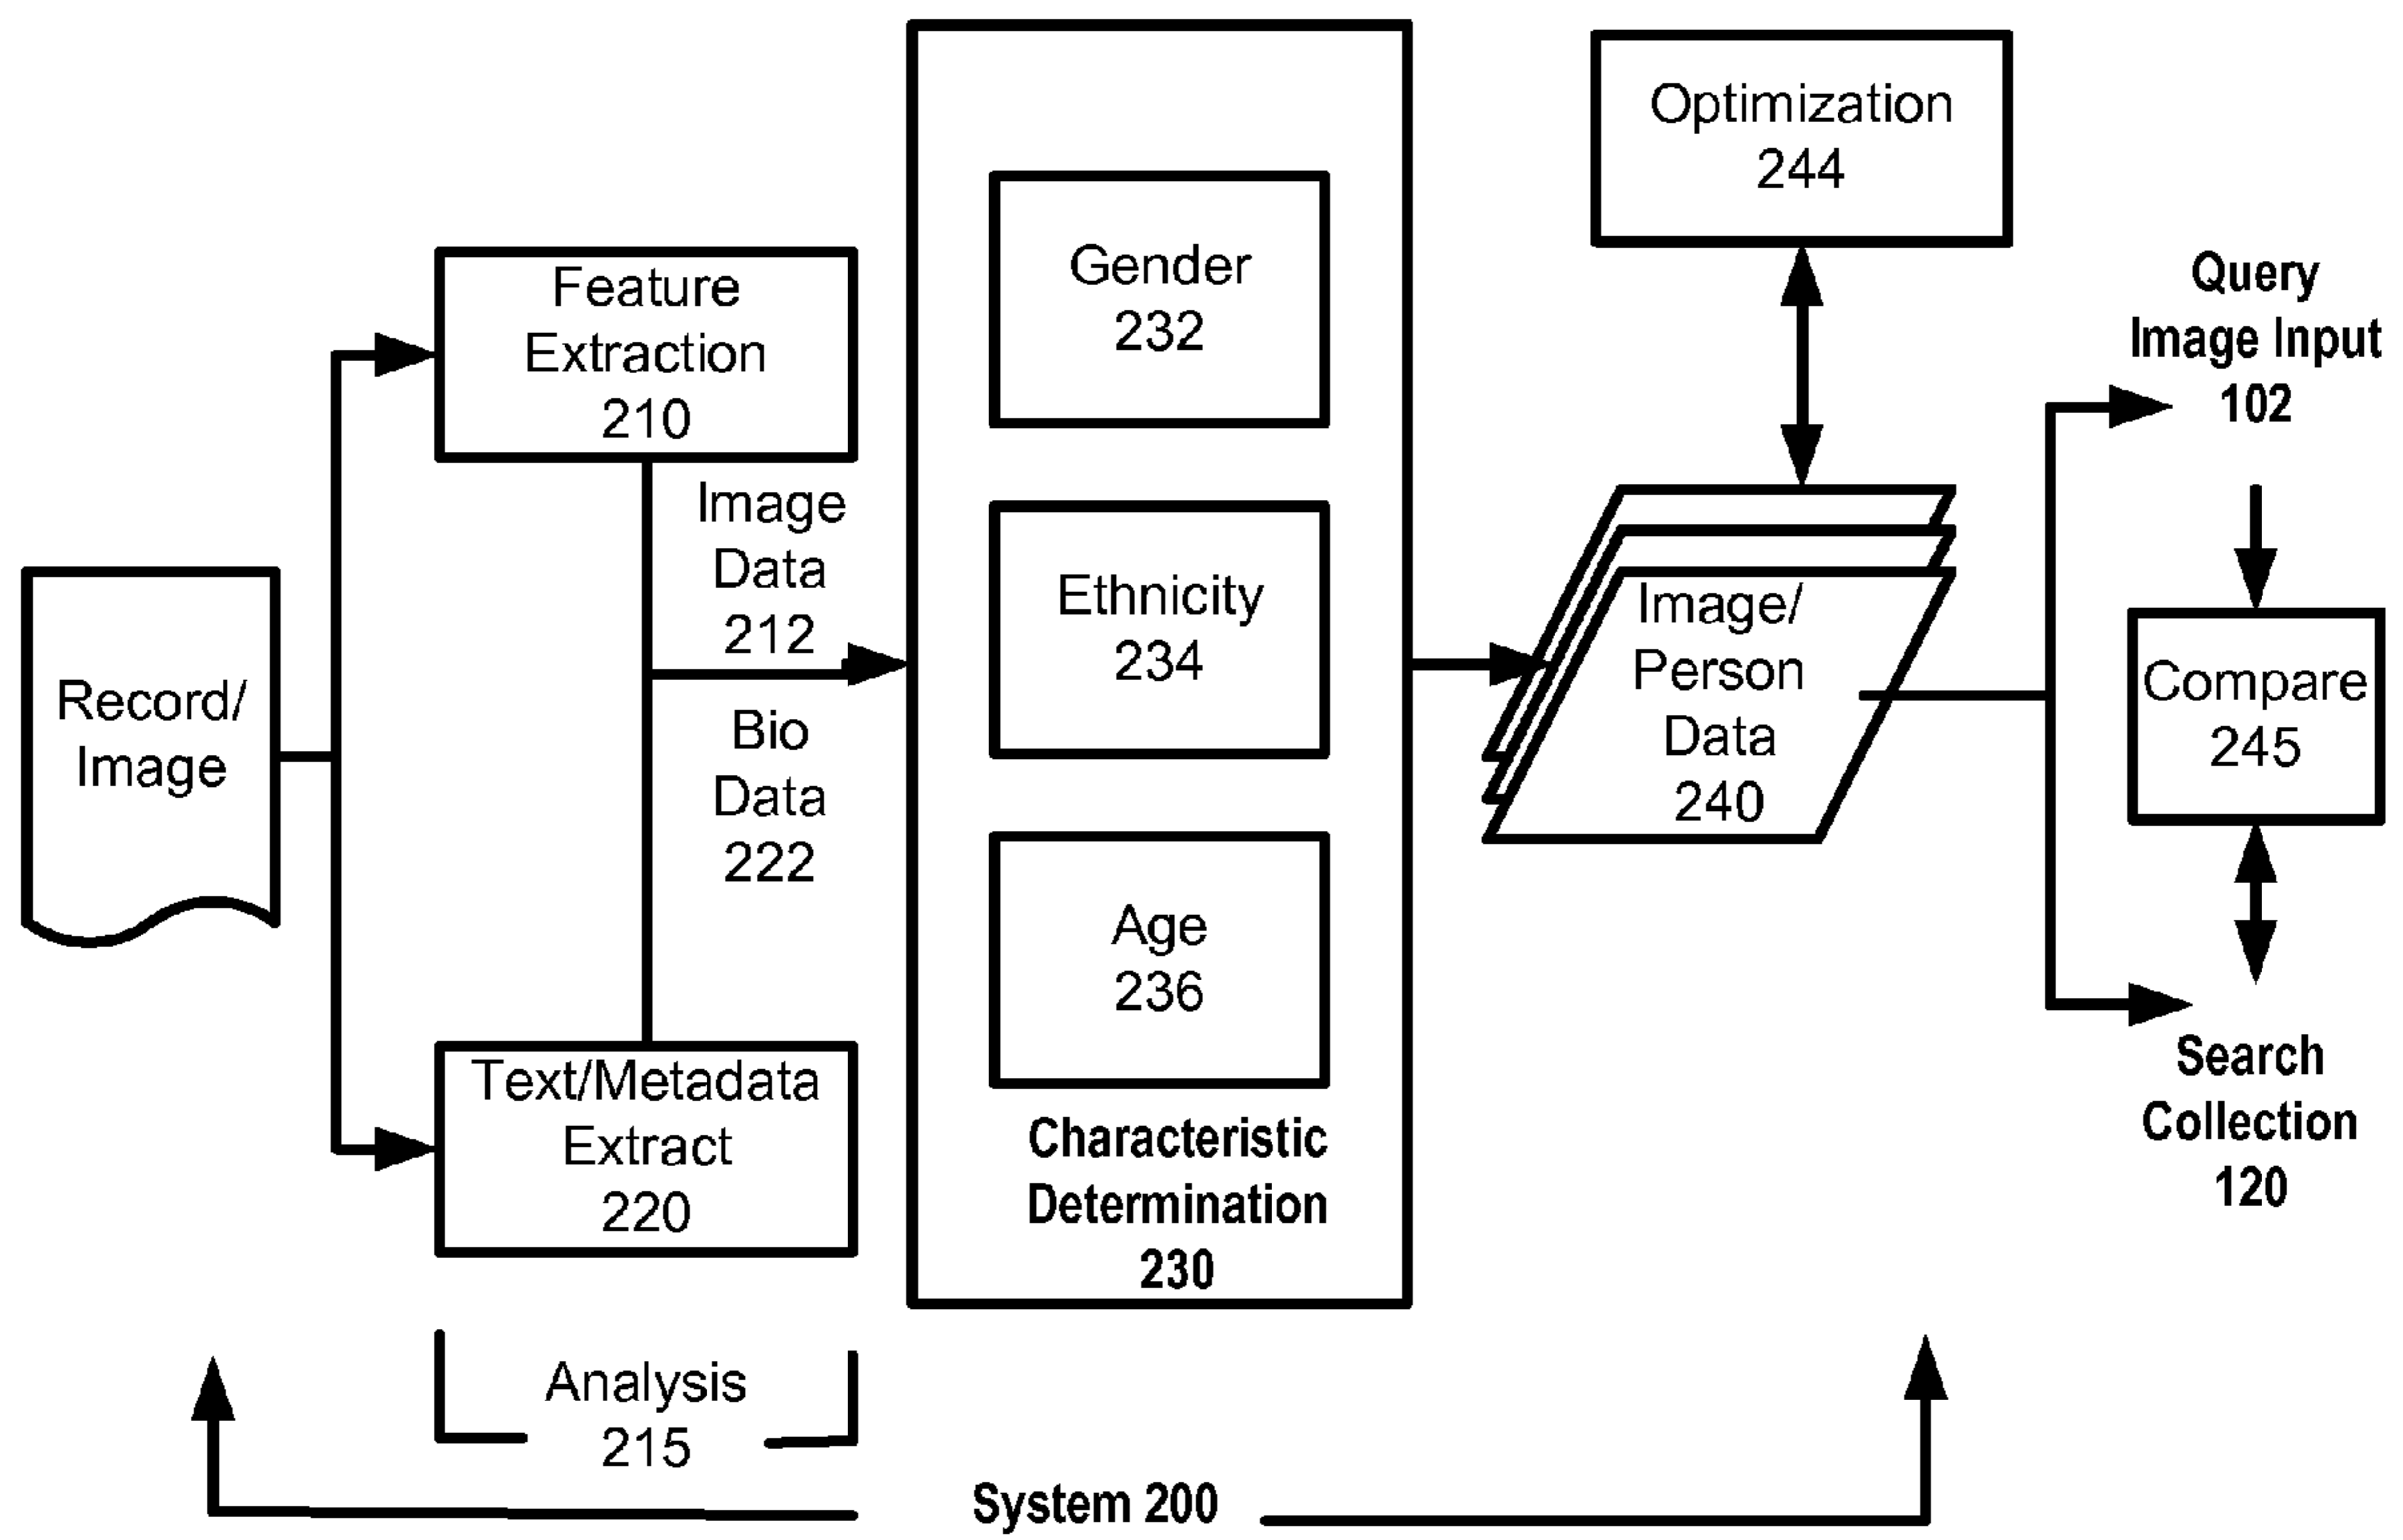 Record/
Image
Feature
Extraction
210
Image
Data
212
Bio
Data
222
Text/Metadata
Extract
220
Analysis
215
Gender
232
Ethnicity
234
Age
236
Characteristic
Determination
230
Optimization
244
Image/
Person
Data
240
Query
Image Input
102
Compare
245
Search
Collection
120
System 200